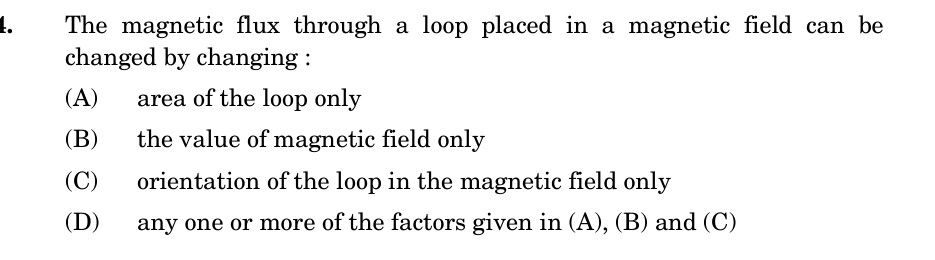 4. The magnetic flux through a loop placed in a magnetic field can be
changed by changing :
(A) area of the loop only
(B) the value of magnetic field only
(C) orientation of the loop in the magnetic field only
(D) any one or more of the factors given in (A), (B) and (C)